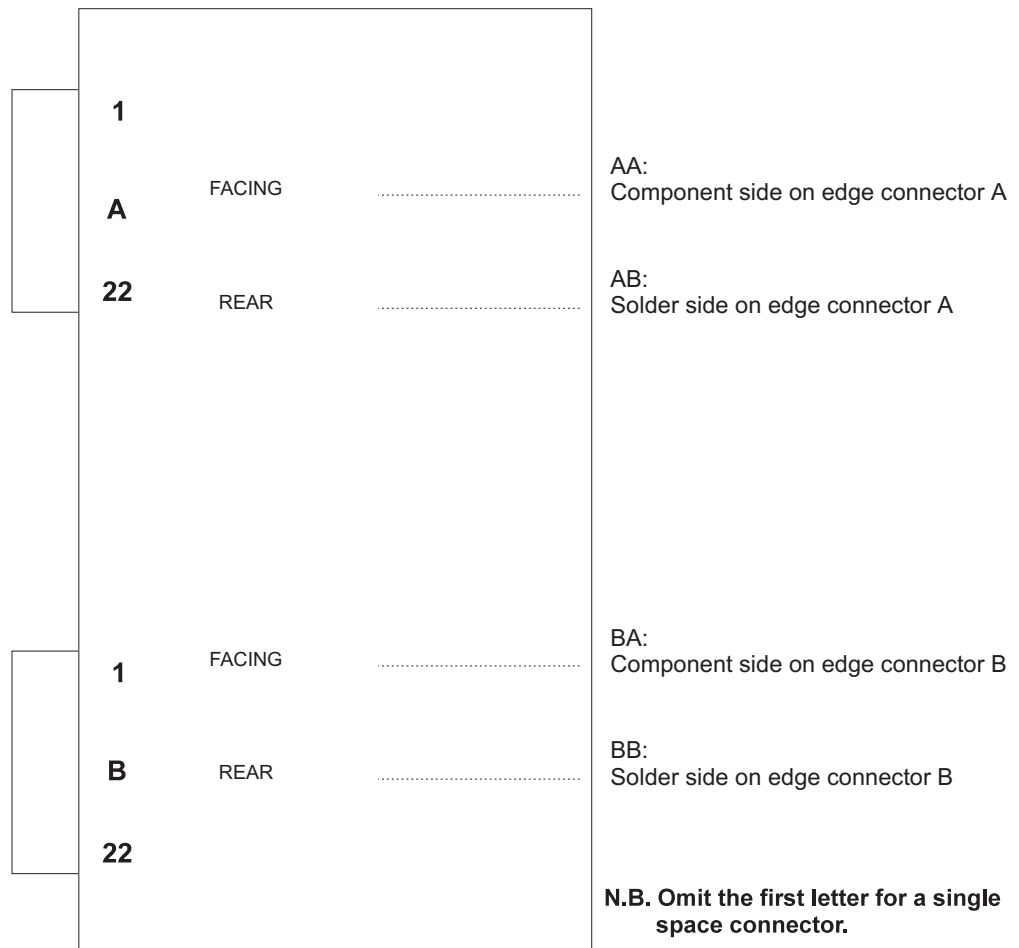 1
AA:
FACING
Component side on edge connector A
A
AB:
22
REAR
Solder side on edge connector A
BA:
FACING
Component side on edge connector B
1
BB:
B
REAR
Solder side on edge connector B
22
N.B. Omit the first letter for a single
space connector.